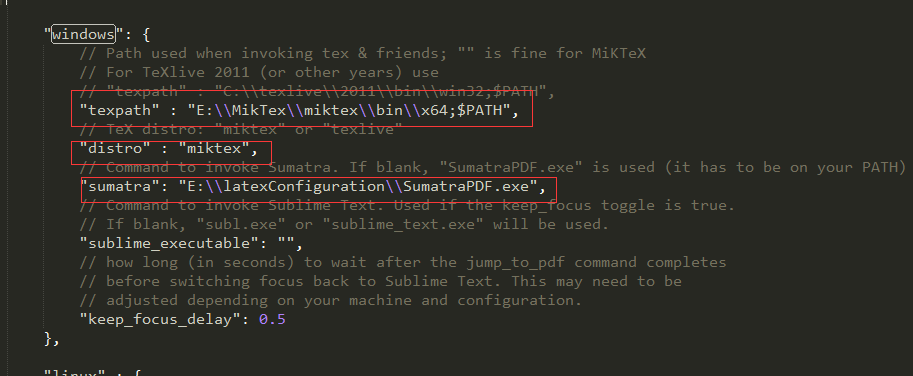 "windows": {
// Path used when invoking tex & friends; "" is fine for MiKTeX
// For TeXlive 2011 (or other years) use
// "texpath" : "C:\\texlive\\2011\\bin\\win32;$PATH",
"texpath" : "E:\\MikTex\\miktex\\bin\\x64;$PATH",
// TeX distro: "miktex" or "texlive"
"distro" : "miktex",
// Command to invoke Sumatra. If blank, "SumatraPDF.exe" is used (it has to be on your PATH)
"sumatra": "E:\\latexConfiguration\\SumatraPDF.exe",
// Command to invoke Sublime Text. Used if the keep_focus toggle is true.
// If blank, "subl.exe" or "sublime_text.exe" will be used.
"sublime_executable": "",
// how long (in seconds) to wait after the jump_to_pdf command completes
// before switching focus back to Sublime Text. This may need to be
// adjusted depending on your machine and configuration.
"keep_focus_delay": 0.5
},
"linux" : {